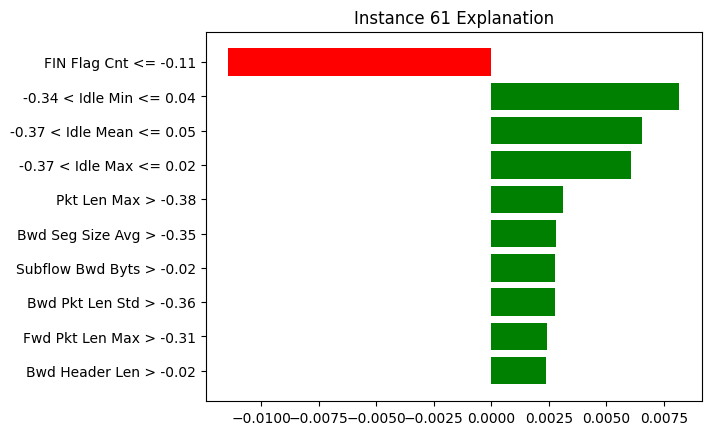 Instance 61 Explanation
FIN Flag Cnt <= -0.11
-0.34 < Idle Min <= 0.04
-0.37 < Idle Mean <= 0.05
-0.37 < Idle Max <= 0.02
Pkt Len Max > -0.38
Bwd Seg Size Avg > -0.35
Subflow Bwd Byts > -0.02
Bwd Pkt Len Std > -0.36
Fwd Pkt Len Max > -0.31
Bwd Header Len > -0.02
−0.0100 −0.0075 −0.0050 −0.0025 0.0000 0.0025 0.0050 0.0075